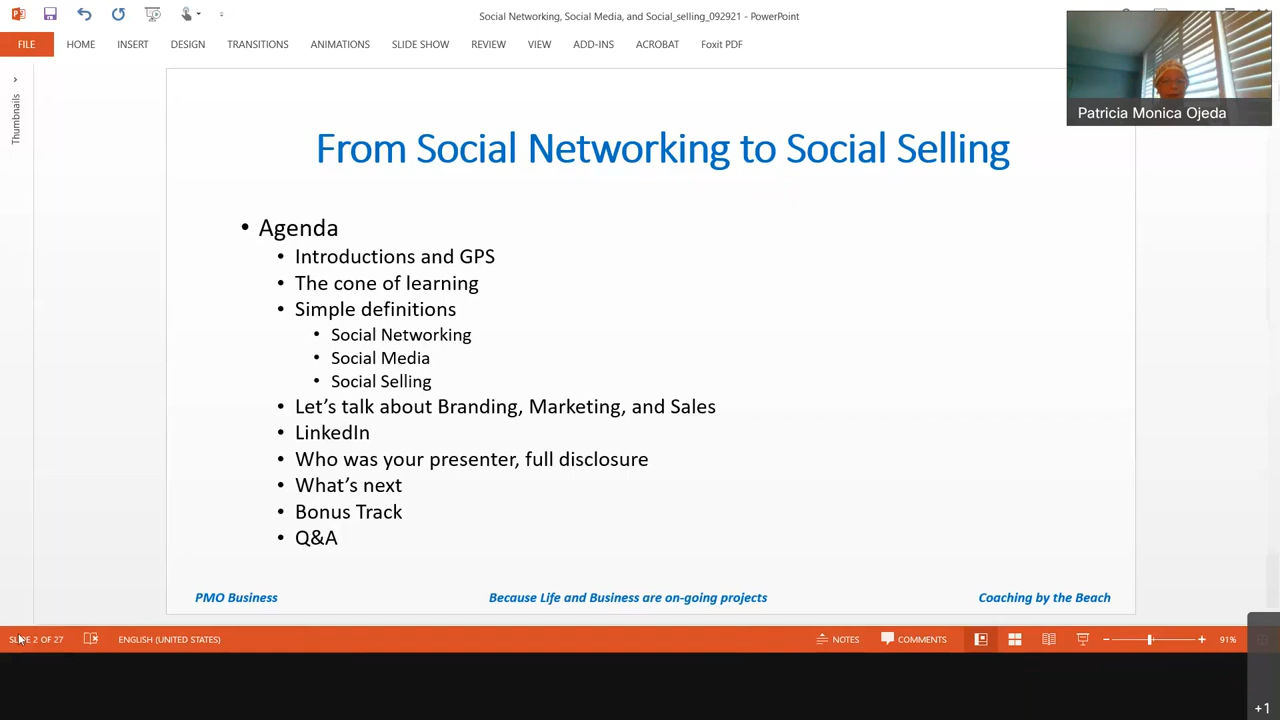 Social Networking, Social Media, and Social_selling_092921 - PowerPoint
FILE HOME INSERT DESIGN TRANSITIONS ANIMATIONS SLIDE SHOW REVIEW VIEW ADD-INS ACROBAT Foxit PDF
Patricia Monica Ojeda
Thumbnails
From Social Networking to Social Selling
• Agenda
• Introductions and GPS
• The cone of learning
• Simple definitions
• Social Networking
• Social Media
• Social Selling
• Let's talk about Branding, Marketing, and Sales
• LinkedIn
• Who was your presenter, full disclosure
• What's next
• Bonus Track
• Q&A
PMO Business Because Life and Business are on-going projects Coaching by the Beach
SLIDE 2 OF 27 ENGLISH (UNITED STATES) NOTES COMMENTS 91%
+1